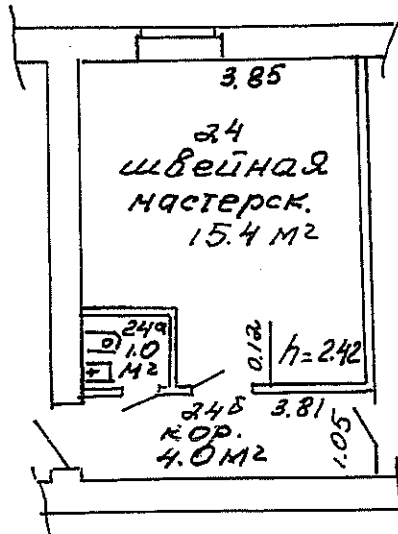 3.85
24
швейная
мастерск.
15.4 м²
24а
1.0
м²
0.12
h=2.42
24б
3.81
кор.
4.0 м²
1.05